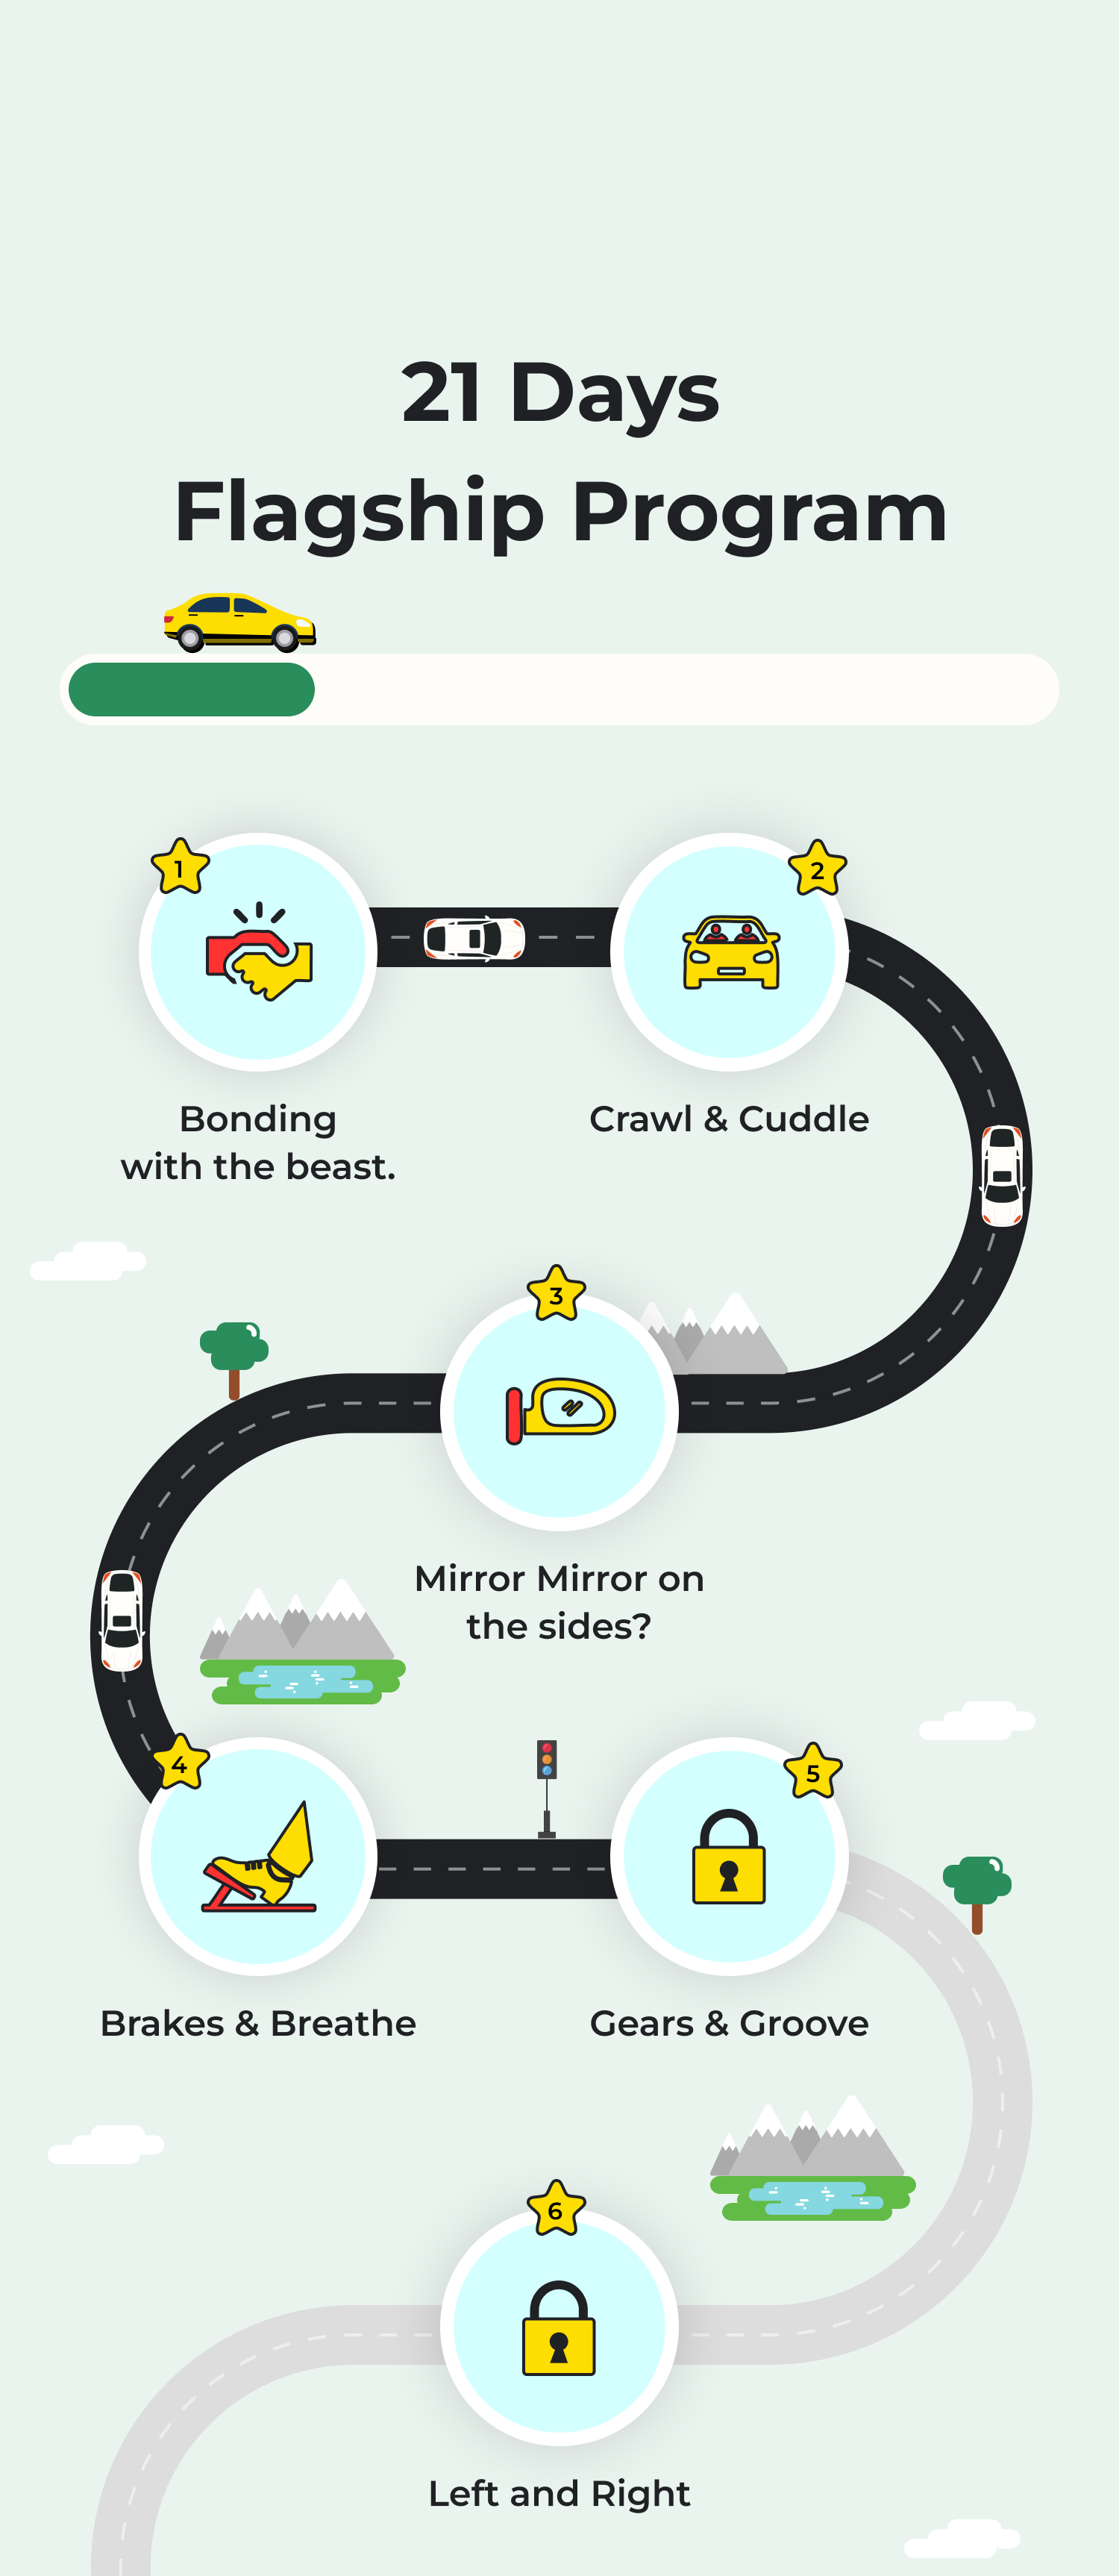 21 Days
Flagship Program
1
2
Bonding
with the beast.
Crawl & Cuddle
3
Mirror Mirror on
the sides?
4
5
Brakes & Breathe
Gears & Groove
6
Left and Right